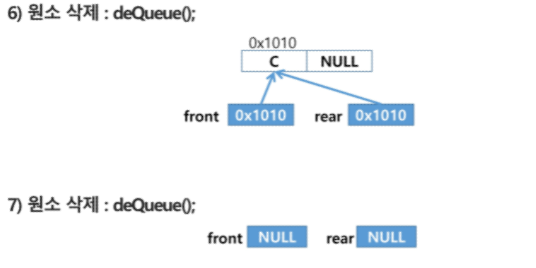 6) 원소 삭제 : deQueue();
0x1010
C NULL
front 0x1010 rear 0x1010
7) 원소 삭제 : deQueue();
front NULL rear NULL